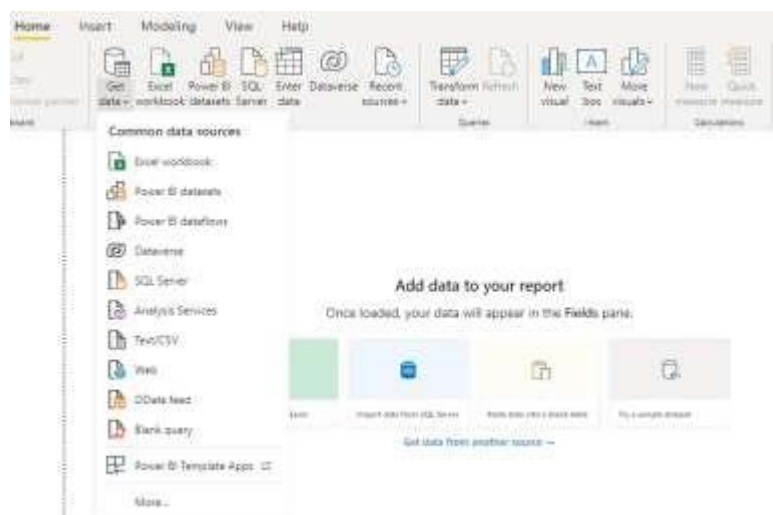 Home Insert Modeling View Help
Get data Excel workbook Power BI datasets SQL Server Enter data Dataverse Recent sources Transform data Refresh New visual Text box More visuals New measure Quick measure
Queries Insert Calculations
Common data sources
Excel workbook
Power BI datasets
Power BI dataflows
Dataverse
SQL Server
Analysis Services
Text/CSV
Web
OData feed
Blank query
Power BI Template Apps
More...
Add data to your report
Once loaded, your data will appear in the Fields pane.
Excel Import data from SQL Server Paste data into a blank table Try a sample dataset
Get data from another source →